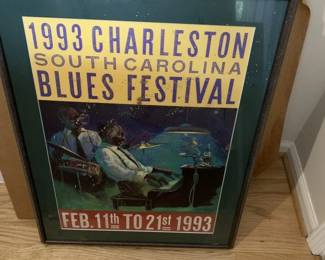 1993 CHARLESTON
SOUTH CAROLINA
BLUES FESTIVAL
FEB. 11th TO 21st 1993